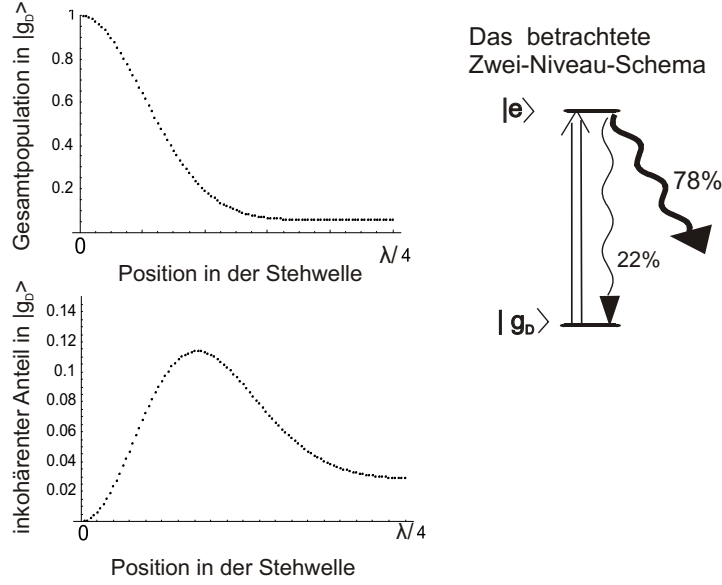 Gesamtpopulation in |g_D>
1
0.8
0.6
0.4
0.2
0
λ/ 4
Position in der Stehwelle
inkohärenter Anteil in |g_D>
0.14
0.12
0.1
0.08
0.06
0.04
0.02
0
λ/ 4
Position in der Stehwelle
Das betrachtete
Zwei-Niveau-Schema
|e>
78%
22%
| g_D>